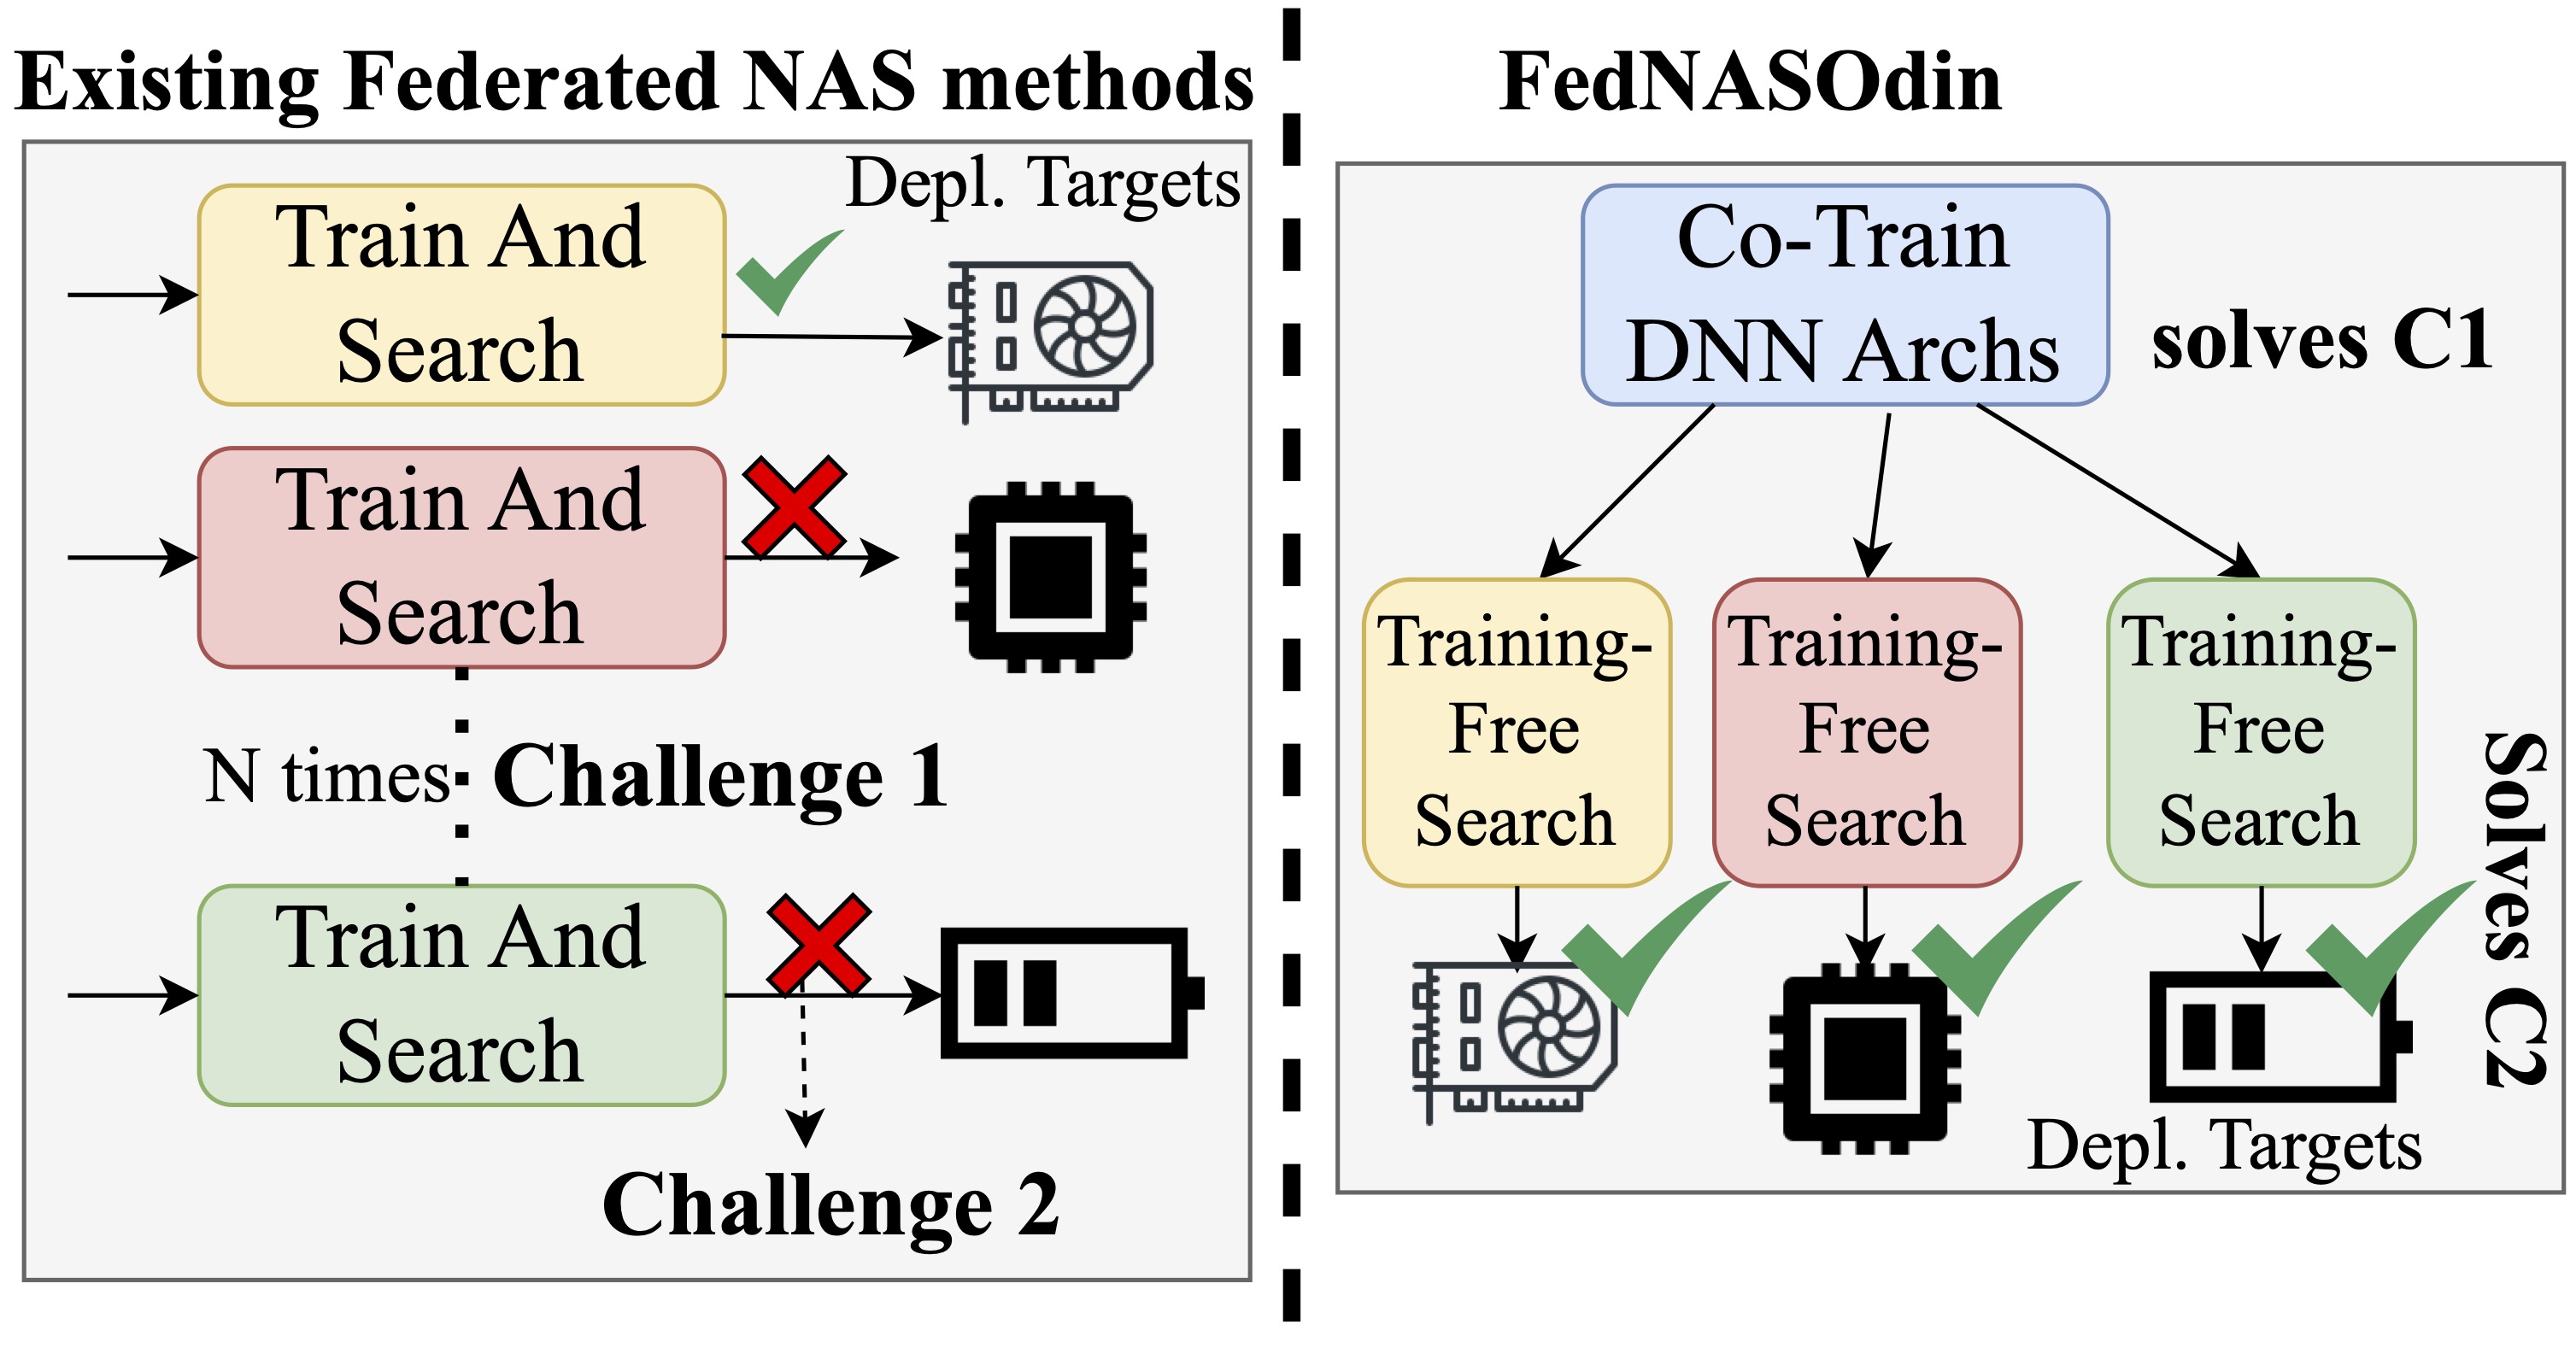 Existing Federated NAS methods
Depl. Targets
Train And
Search
Train And
Search
N times
Challenge 1
Train And
Search
Challenge 2
FedNASOdin
Co-Train
DNN Archs
solves C1
Training-
Free
Search
Training-
Free
Search
Training-
Free
Search
Solves C2
Depl. Targets